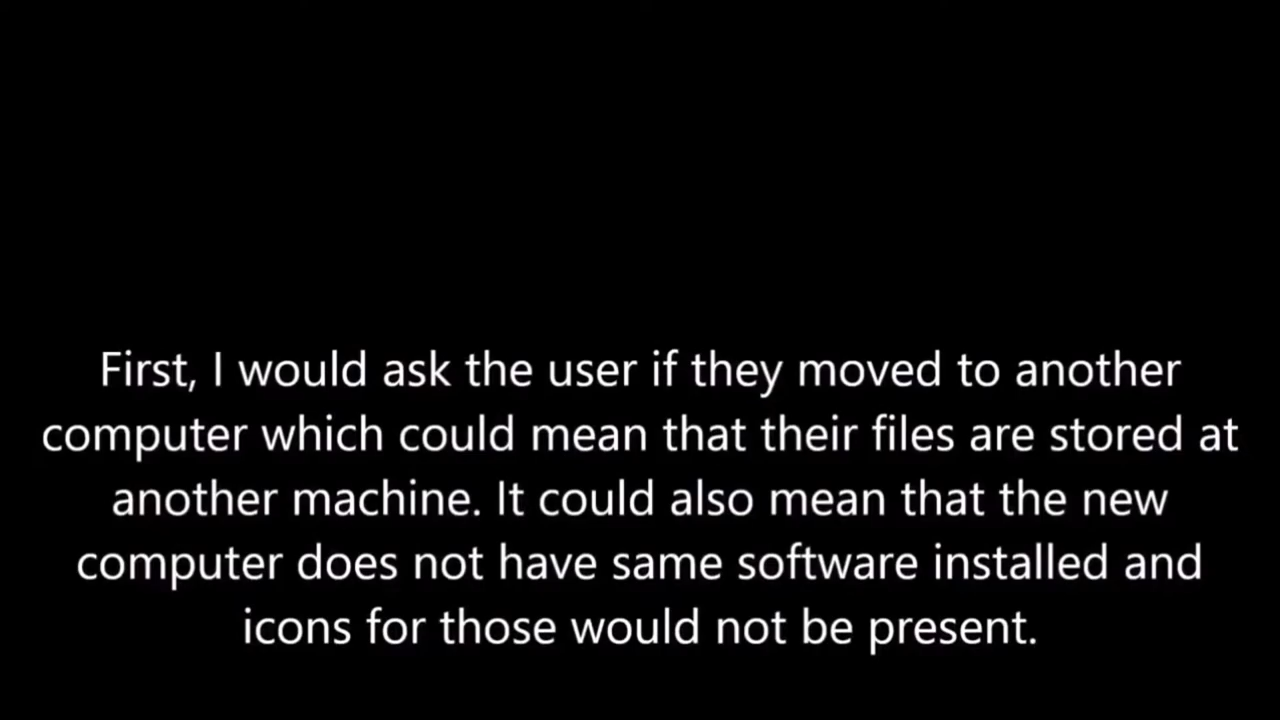 First, I would ask the user if they moved to another
computer which could mean that their files are stored at
another machine. It could also mean that the new
computer does not have same software installed and
icons for those would not be present.